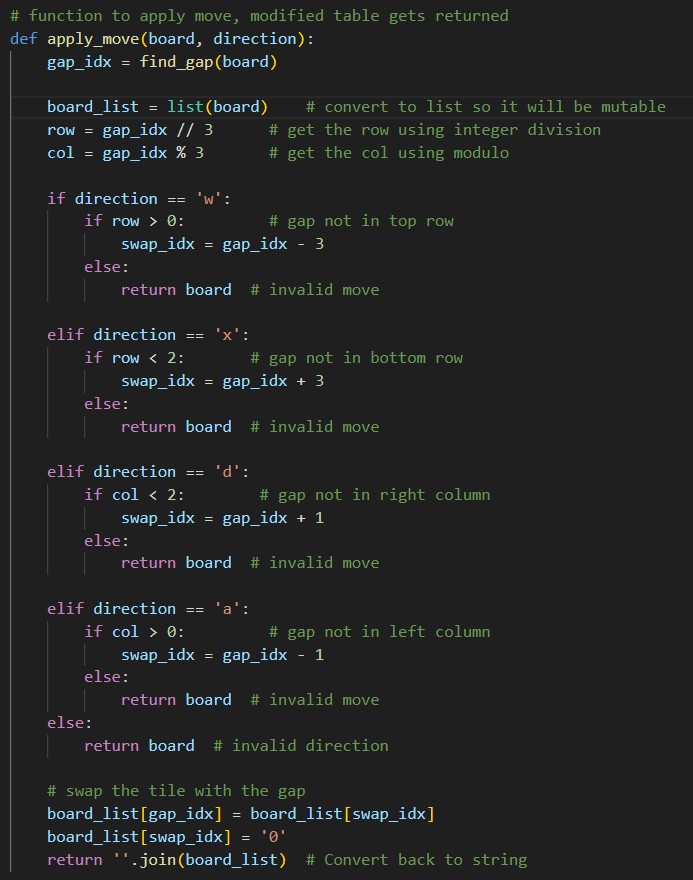 # function to apply move, modified table gets returned
def apply_move(board, direction):
    gap_idx = find_gap(board)

    board_list = list(board)    # convert to list so it will be mutable
    row = gap_idx // 3      # get the row using integer division
    col = gap_idx % 3       # get the col using modulo

    if direction == 'w':
        if row > 0:         # gap not in top row
            swap_idx = gap_idx - 3
        else:
            return board  # invalid move

    elif direction == 'x':
        if row < 2:       # gap not in bottom row
            swap_idx = gap_idx + 3
        else:
            return board  # invalid move

    elif direction == 'd':
        if col < 2:        # gap not in right column
            swap_idx = gap_idx + 1
        else:
            return board  # invalid move

    elif direction == 'a':
        if col > 0:         # gap not in left column
            swap_idx = gap_idx - 1
        else:
            return board  # invalid move
    else:
        return board  # invalid direction

    # swap the tile with the gap
    board_list[gap_idx] = board_list[swap_idx]
    board_list[swap_idx] = '0'
    return ''.join(board_list)  # Convert back to string